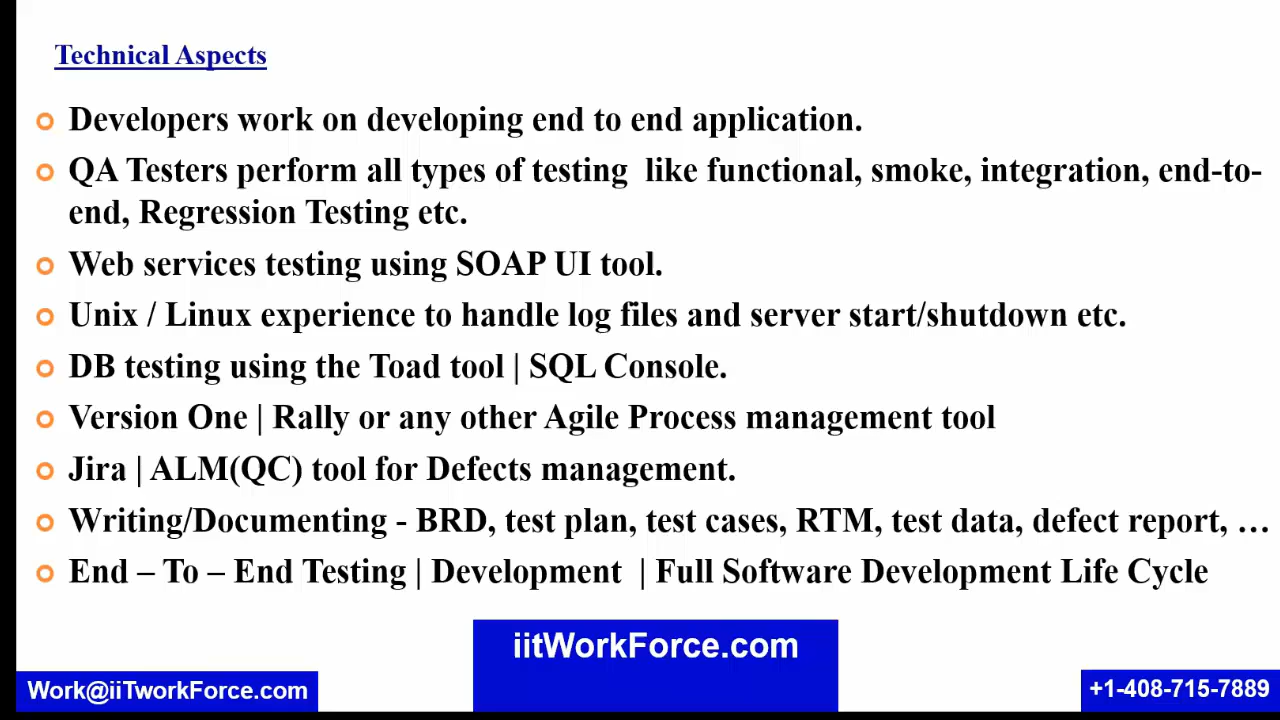 Technical Aspects
Developers work on developing end to end application.
QA Testers perform all types of testing like functional, smoke, integration, end-to-
end, Regression Testing etc.
Web services testing using SOAP UI tool.
Unix / Linux experience to handle log files and server start/shutdown etc.
DB testing using the Toad tool | SQL Console.
Version One | Rally or any other Agile Process management tool
Jira | ALM(QC) tool for Defects management.
Writing/Documenting - BRD, test plan, test cases, RTM, test data, defect report, …
End – To – End Testing | Development | Full Software Development Life Cycle
iitWorkForce.com
Work@iiTworkForce.com
+1-408-715-7889